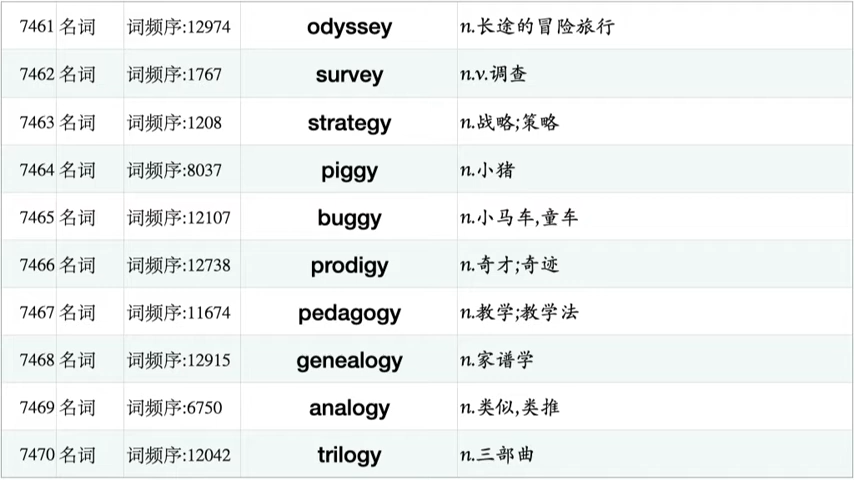 7461 名词 词频序:12974 odyssey n.长途的冒险旅行
7462 名词 词频序:1767 survey n.v.调查
7463 名词 词频序:1208 strategy n.战略;策略
7464 名词 词频序:8037 piggy n.小猪
7465 名词 词频序:12107 buggy n.小马车,童车
7466 名词 词频序:12738 prodigy n.奇才;奇迹
7467 名词 词频序:11674 pedagogy n.教学;教学法
7468 名词 词频序:12915 genealogy n.家谱学
7469 名词 词频序:6750 analogy n.类似,类推
7470 名词 词频序:12042 trilogy n.三部曲